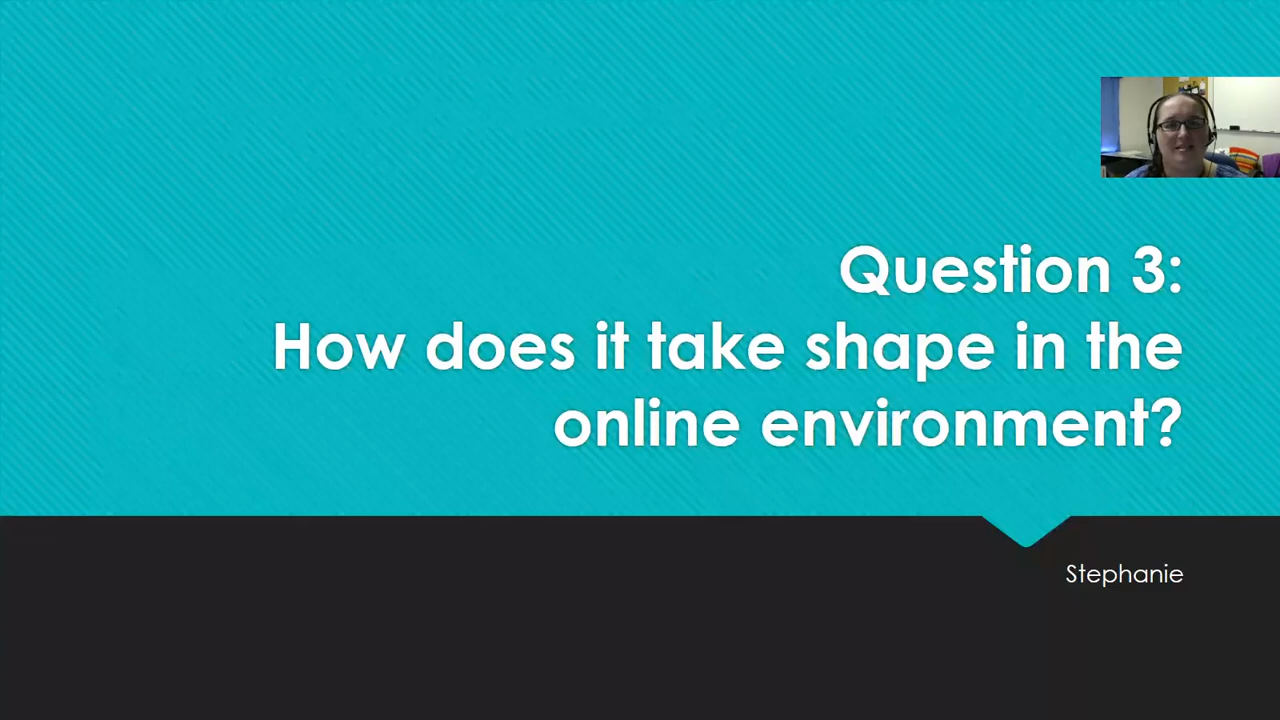 Question 3:
How does it take shape in the
online environment?
Stephanie